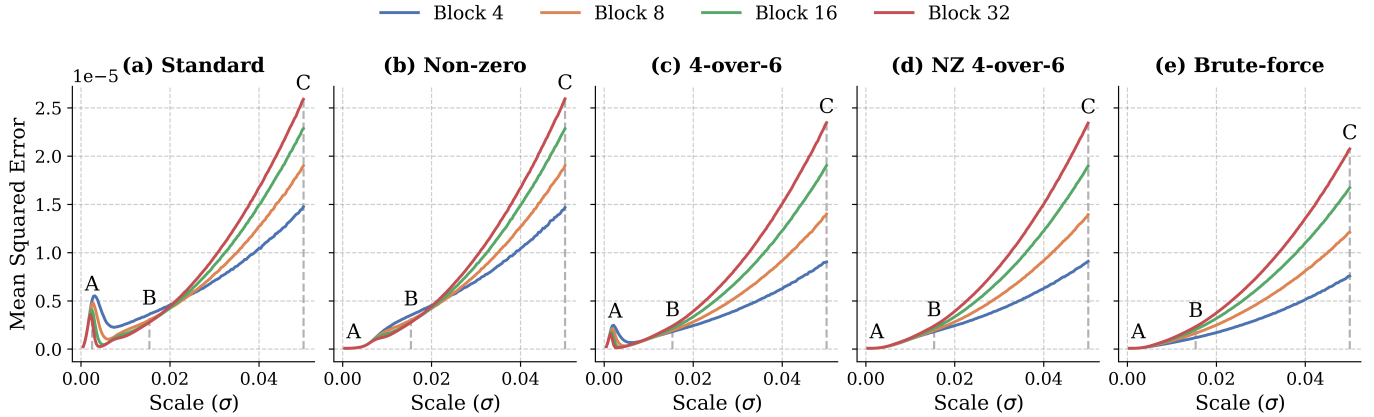 Block 4 Block 8 Block 16 Block 32
(a) Standard (b) Non-zero (c) 4-over-6 (d) NZ 4-over-6 (e) Brute-force
1e−5
Mean Squared Error
2.5
2.0
1.5
1.0
0.5
0.0
A B C
A B C
A B C
A B C
A B C
0.00 0.02 0.04 0.00 0.02 0.04 0.00 0.02 0.04 0.00 0.02 0.04 0.00 0.02 0.04
Scale (σ) Scale (σ) Scale (σ) Scale (σ) Scale (σ)